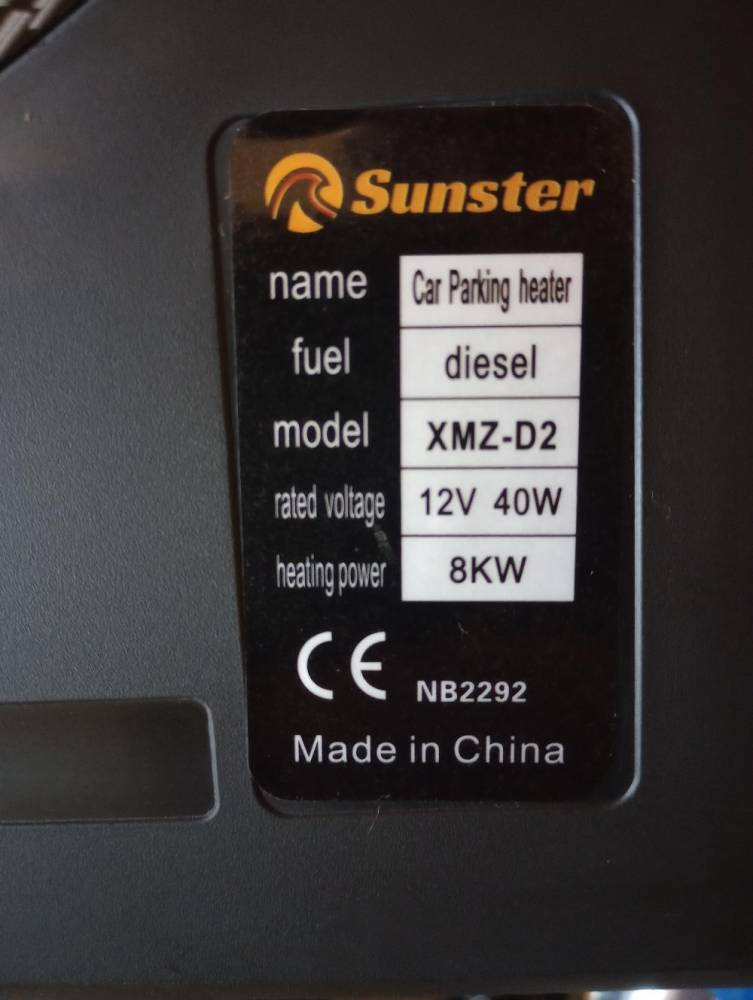 Sunster
name Car Parking heater
fuel diesel
model XMZ-D2
rated voltage 12V 40W
heating power 8KW
CE NB2292
Made in China